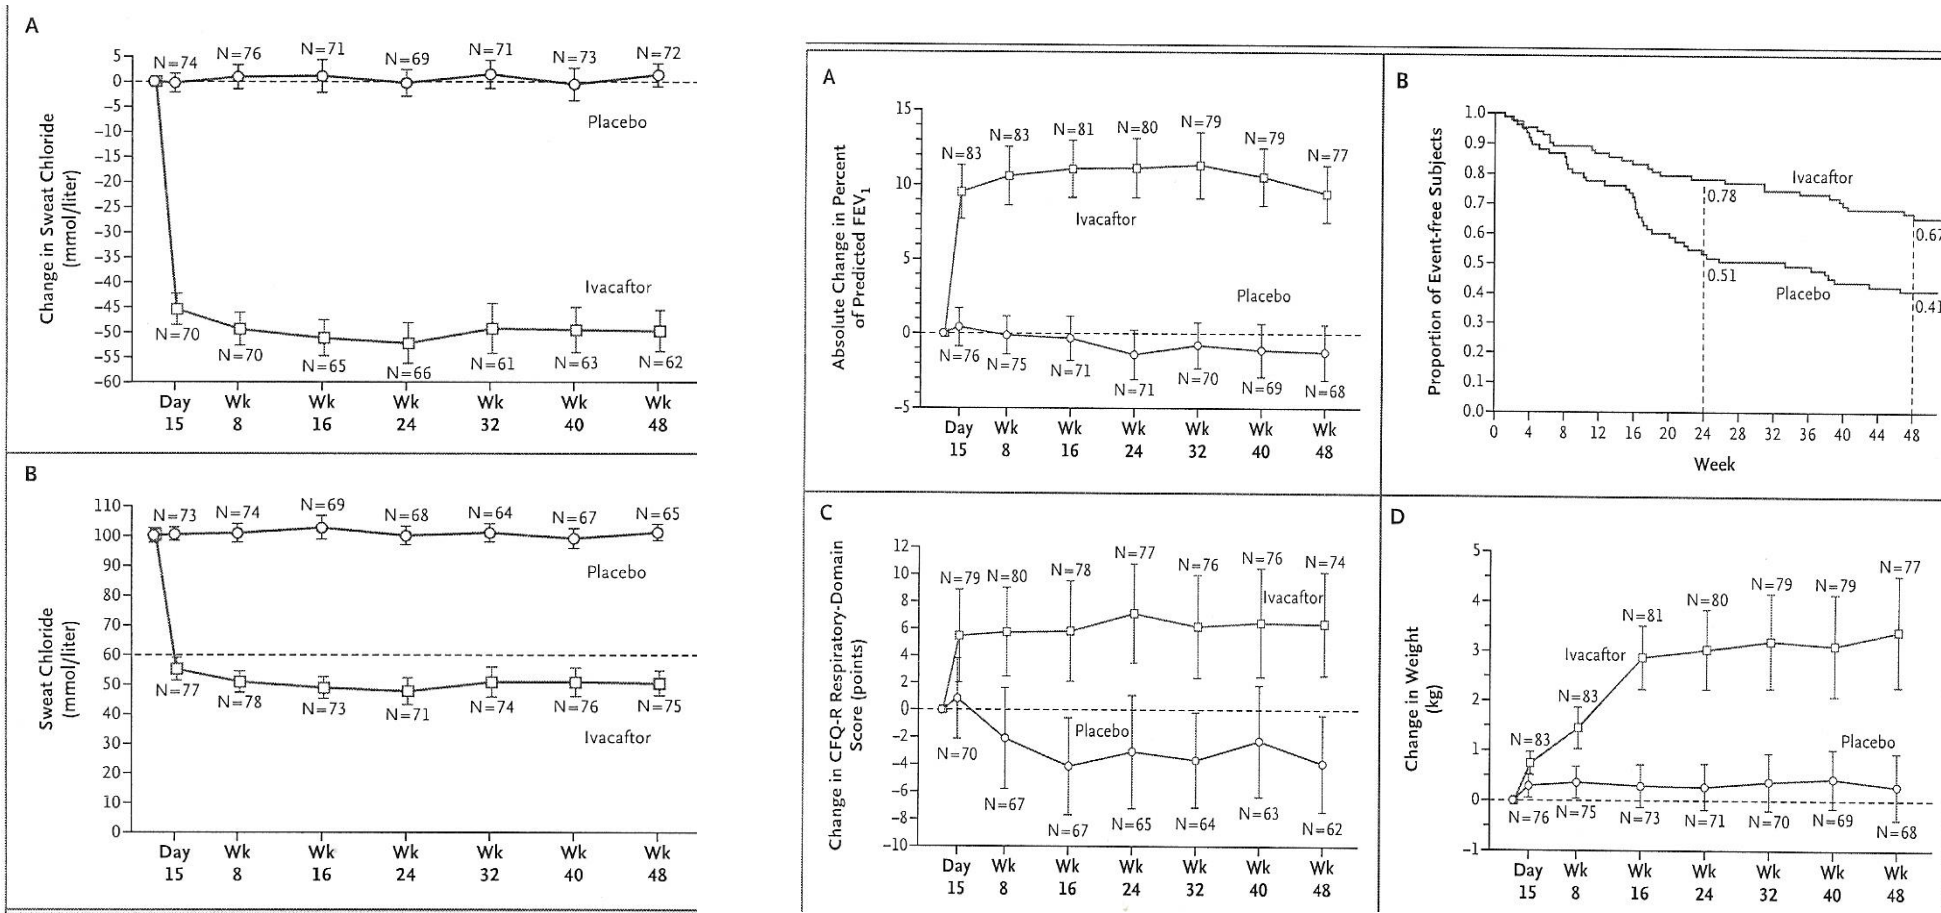 A
5
0
−5
−10
−15
−20
−25
−30
−35
−40
−45
−50
−55
−60
Change in Sweat Chloride
(mmol/liter)
N=74
N=76
N=71
N=69
N=71
N=73
N=72
Placebo
Ivacaftor
N=70
N=70
N=65
N=66
N=61
N=63
N=62
Day Wk Wk Wk Wk Wk Wk
15 8 16 24 32 40 48
B
110
100
90
80
70
60
50
40
30
20
10
0
Sweat Chloride
(mmol/liter)
N=73
N=74
N=69
N=68
N=64
N=67
N=65
Placebo
N=77
N=78
N=73
N=71
N=74
N=76
N=75
Ivacaftor
Day Wk Wk Wk Wk Wk Wk
15 8 16 24 32 40 48
A
15
10
5
0
−5
Absolute Change in Percent
of Predicted FEV1
N=83
N=83
N=81
N=80
N=79
N=79
N=77
Ivacaftor
Placebo
N=76
N=75
N=71
N=71
N=70
N=69
N=68
Day Wk Wk Wk Wk Wk Wk
15 8 16 24 32 40 48
B
1.0
0.9
0.8
0.7
0.6
0.5
0.4
0.3
0.2
0.1
0.0
Proportion of Event-free Subjects
Ivacaftor
0.78
0.67
0.51
Placebo
0.41
0 4 8 12 16 20 24 28 32 36 40 44 48
Week
C
12
10
8
6
4
2
0
−2
−4
−6
−8
−10
Change in CFQ-R Respiratory-Domain
Score (points)
N=79
N=80
N=78
N=77
N=76
N=76
N=74
Ivacaftor
Placebo
N=70
N=67
N=67
N=65
N=64
N=63
N=62
Day Wk Wk Wk Wk Wk Wk
15 8 16 24 32 40 48
D
5
4
3
2
1
0
−1
Change in Weight
(kg)
N=83
N=83
N=81
N=80
N=79
N=79
N=77
Ivacaftor
Placebo
N=76
N=75
N=73
N=71
N=70
N=69
N=68
Day Wk Wk Wk Wk Wk Wk
15 8 16 24 32 40 48